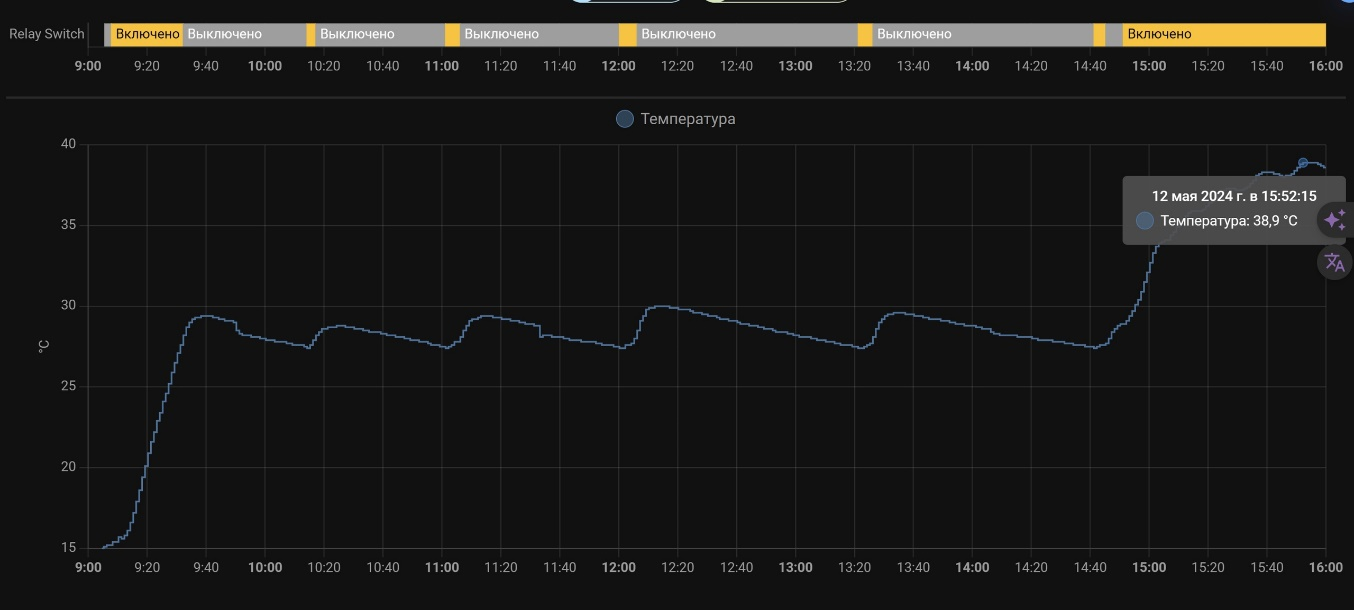 Relay Switch Включено Выключено Выключено Выключено Выключено Выключено Включено
9:00 9:20 9:40 10:00 10:20 10:40 11:00 11:20 11:40 12:00 12:20 12:40 13:00 13:20 13:40 14:00 14:20 14:40 15:00 15:20 15:40 16:00
Температура
40
12 мая 2024 г. в 15:52:15
Температура: 38,9 °C
35
30
°C
25
20
15
9:00 9:20 9:40 10:00 10:20 10:40 11:00 11:20 11:40 12:00 12:20 12:40 13:00 13:20 13:40 14:00 14:20 14:40 15:00 15:20 15:40 16:00